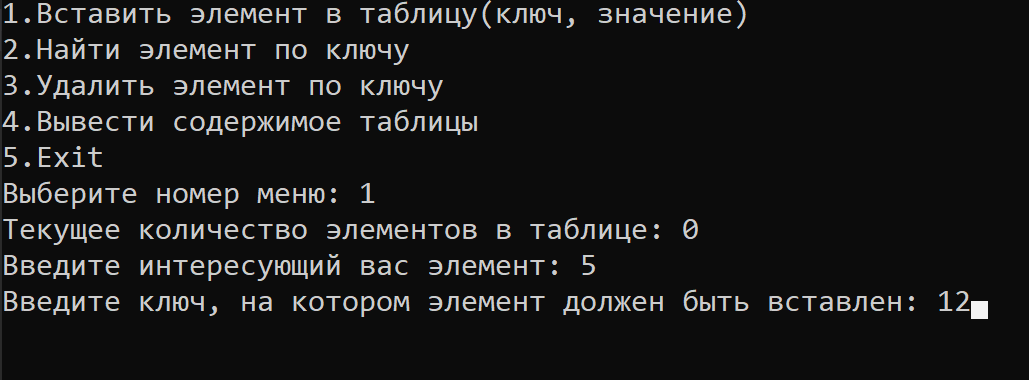 1.Вставить элемент в таблицу(ключ, значение)
2.Найти элемент по ключу
3.Удалить элемент по ключу
4.Вывести содержимое таблицы
5.Exit
Выберите номер меню: 1
Текущее количество элементов в таблице: 0
Введите интересующий вас элемент: 5
Введите ключ, на котором элемент должен быть вставлен: 12